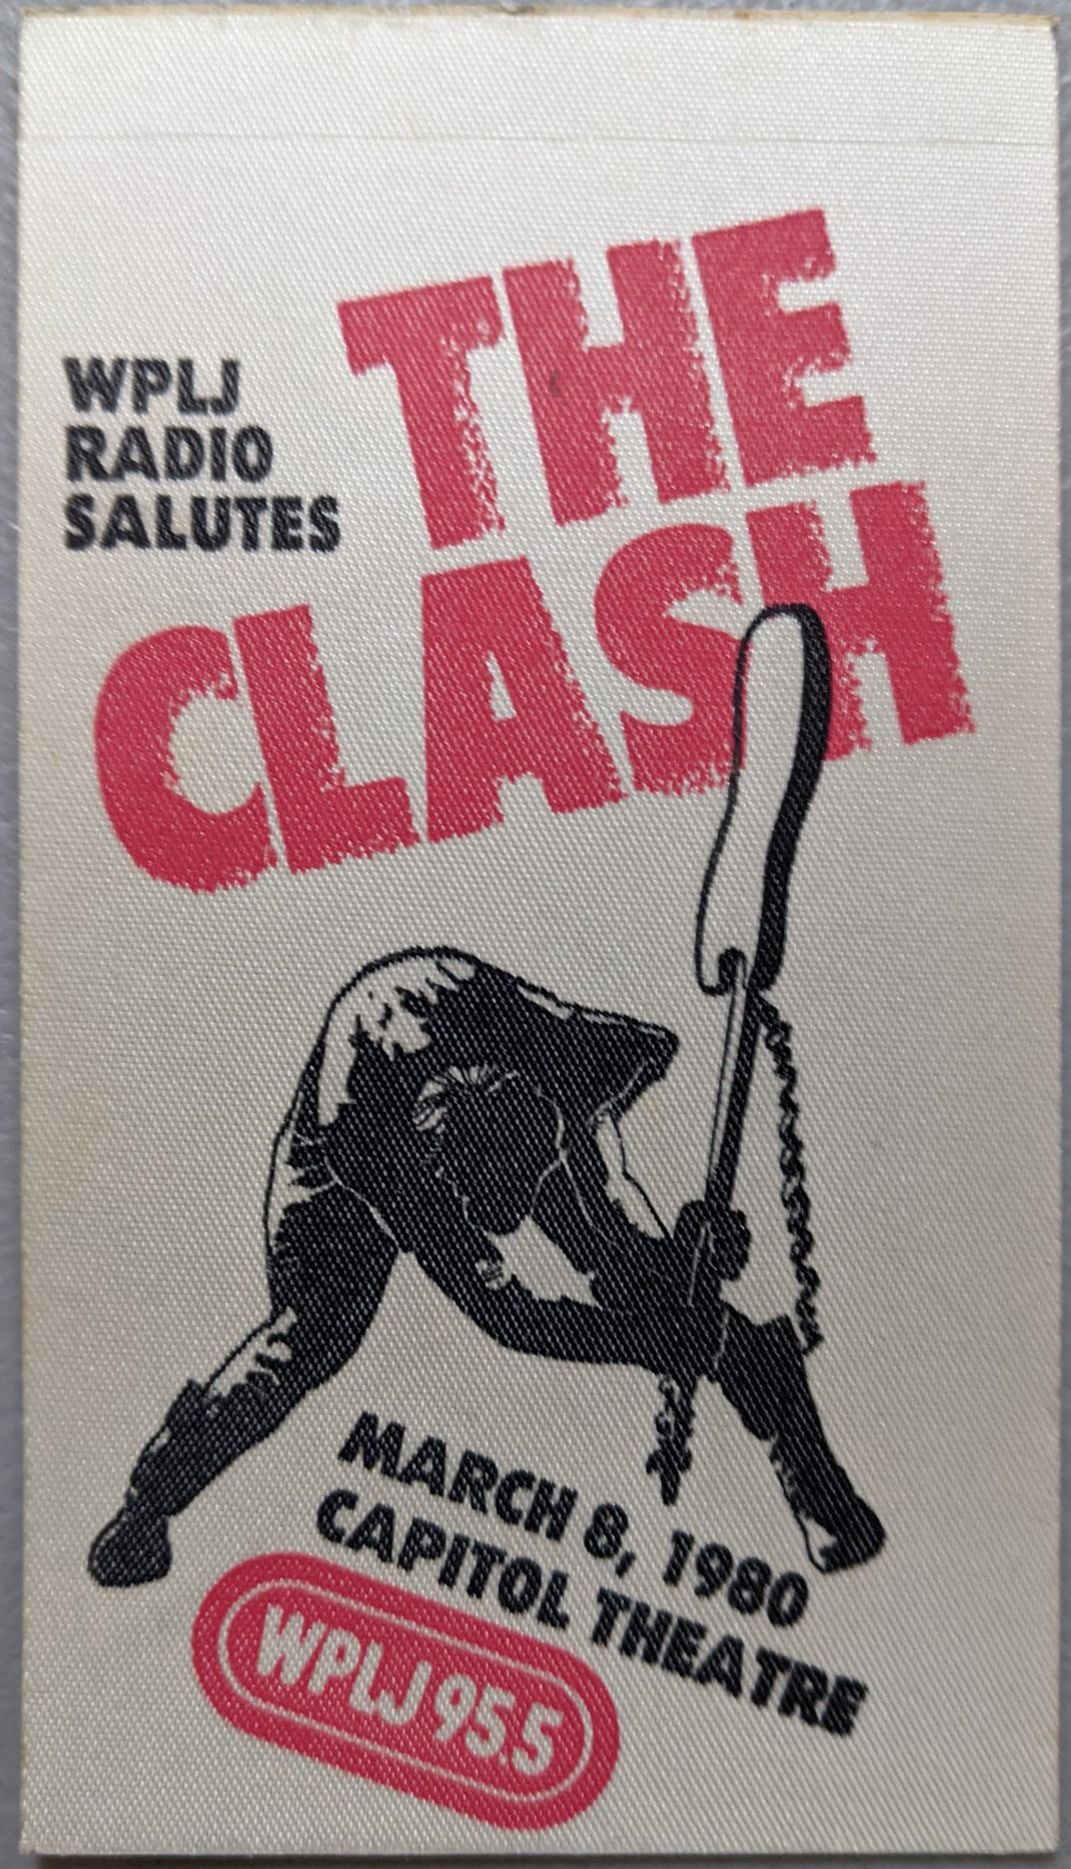 WPLJ
RADIO
SALUTES
THE
CLASH
MARCH 8, 1980
CAPITOL THEATRE
WPLJ 95.5